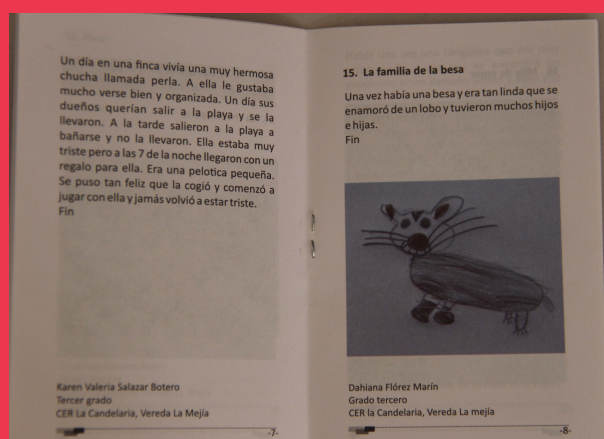 Un día en una finca vivía una muy hermosa
chucha llamada perla. A ella le gustaba
mucho verse bien y organizada. Un día sus
dueños querían salir a la playa y se la
llevaron. A la tarde salieron a la playa a
bañarse y no la llevaron. Ella estaba muy
triste pero a las 7 de la noche llegaron con un
regalo para ella. Era una pelotica pequeña.
Se puso tan feliz que la cogió y comenzó a
jugar con ella y jamás volvió a estar triste.
Fin
Karen Valeria Salazar Botero
Tercer grado
CER La Candelaria, Vereda La Mejía
-7-
15. La familia de la besa
Una vez había una besa y era tan linda que se
enamoró de un lobo y tuvieron muchos hijos
e hijas.
Fin
Dahiana Flórez Marín
Grado tercero
CER la Candelaria, Vereda La mejía
-8-